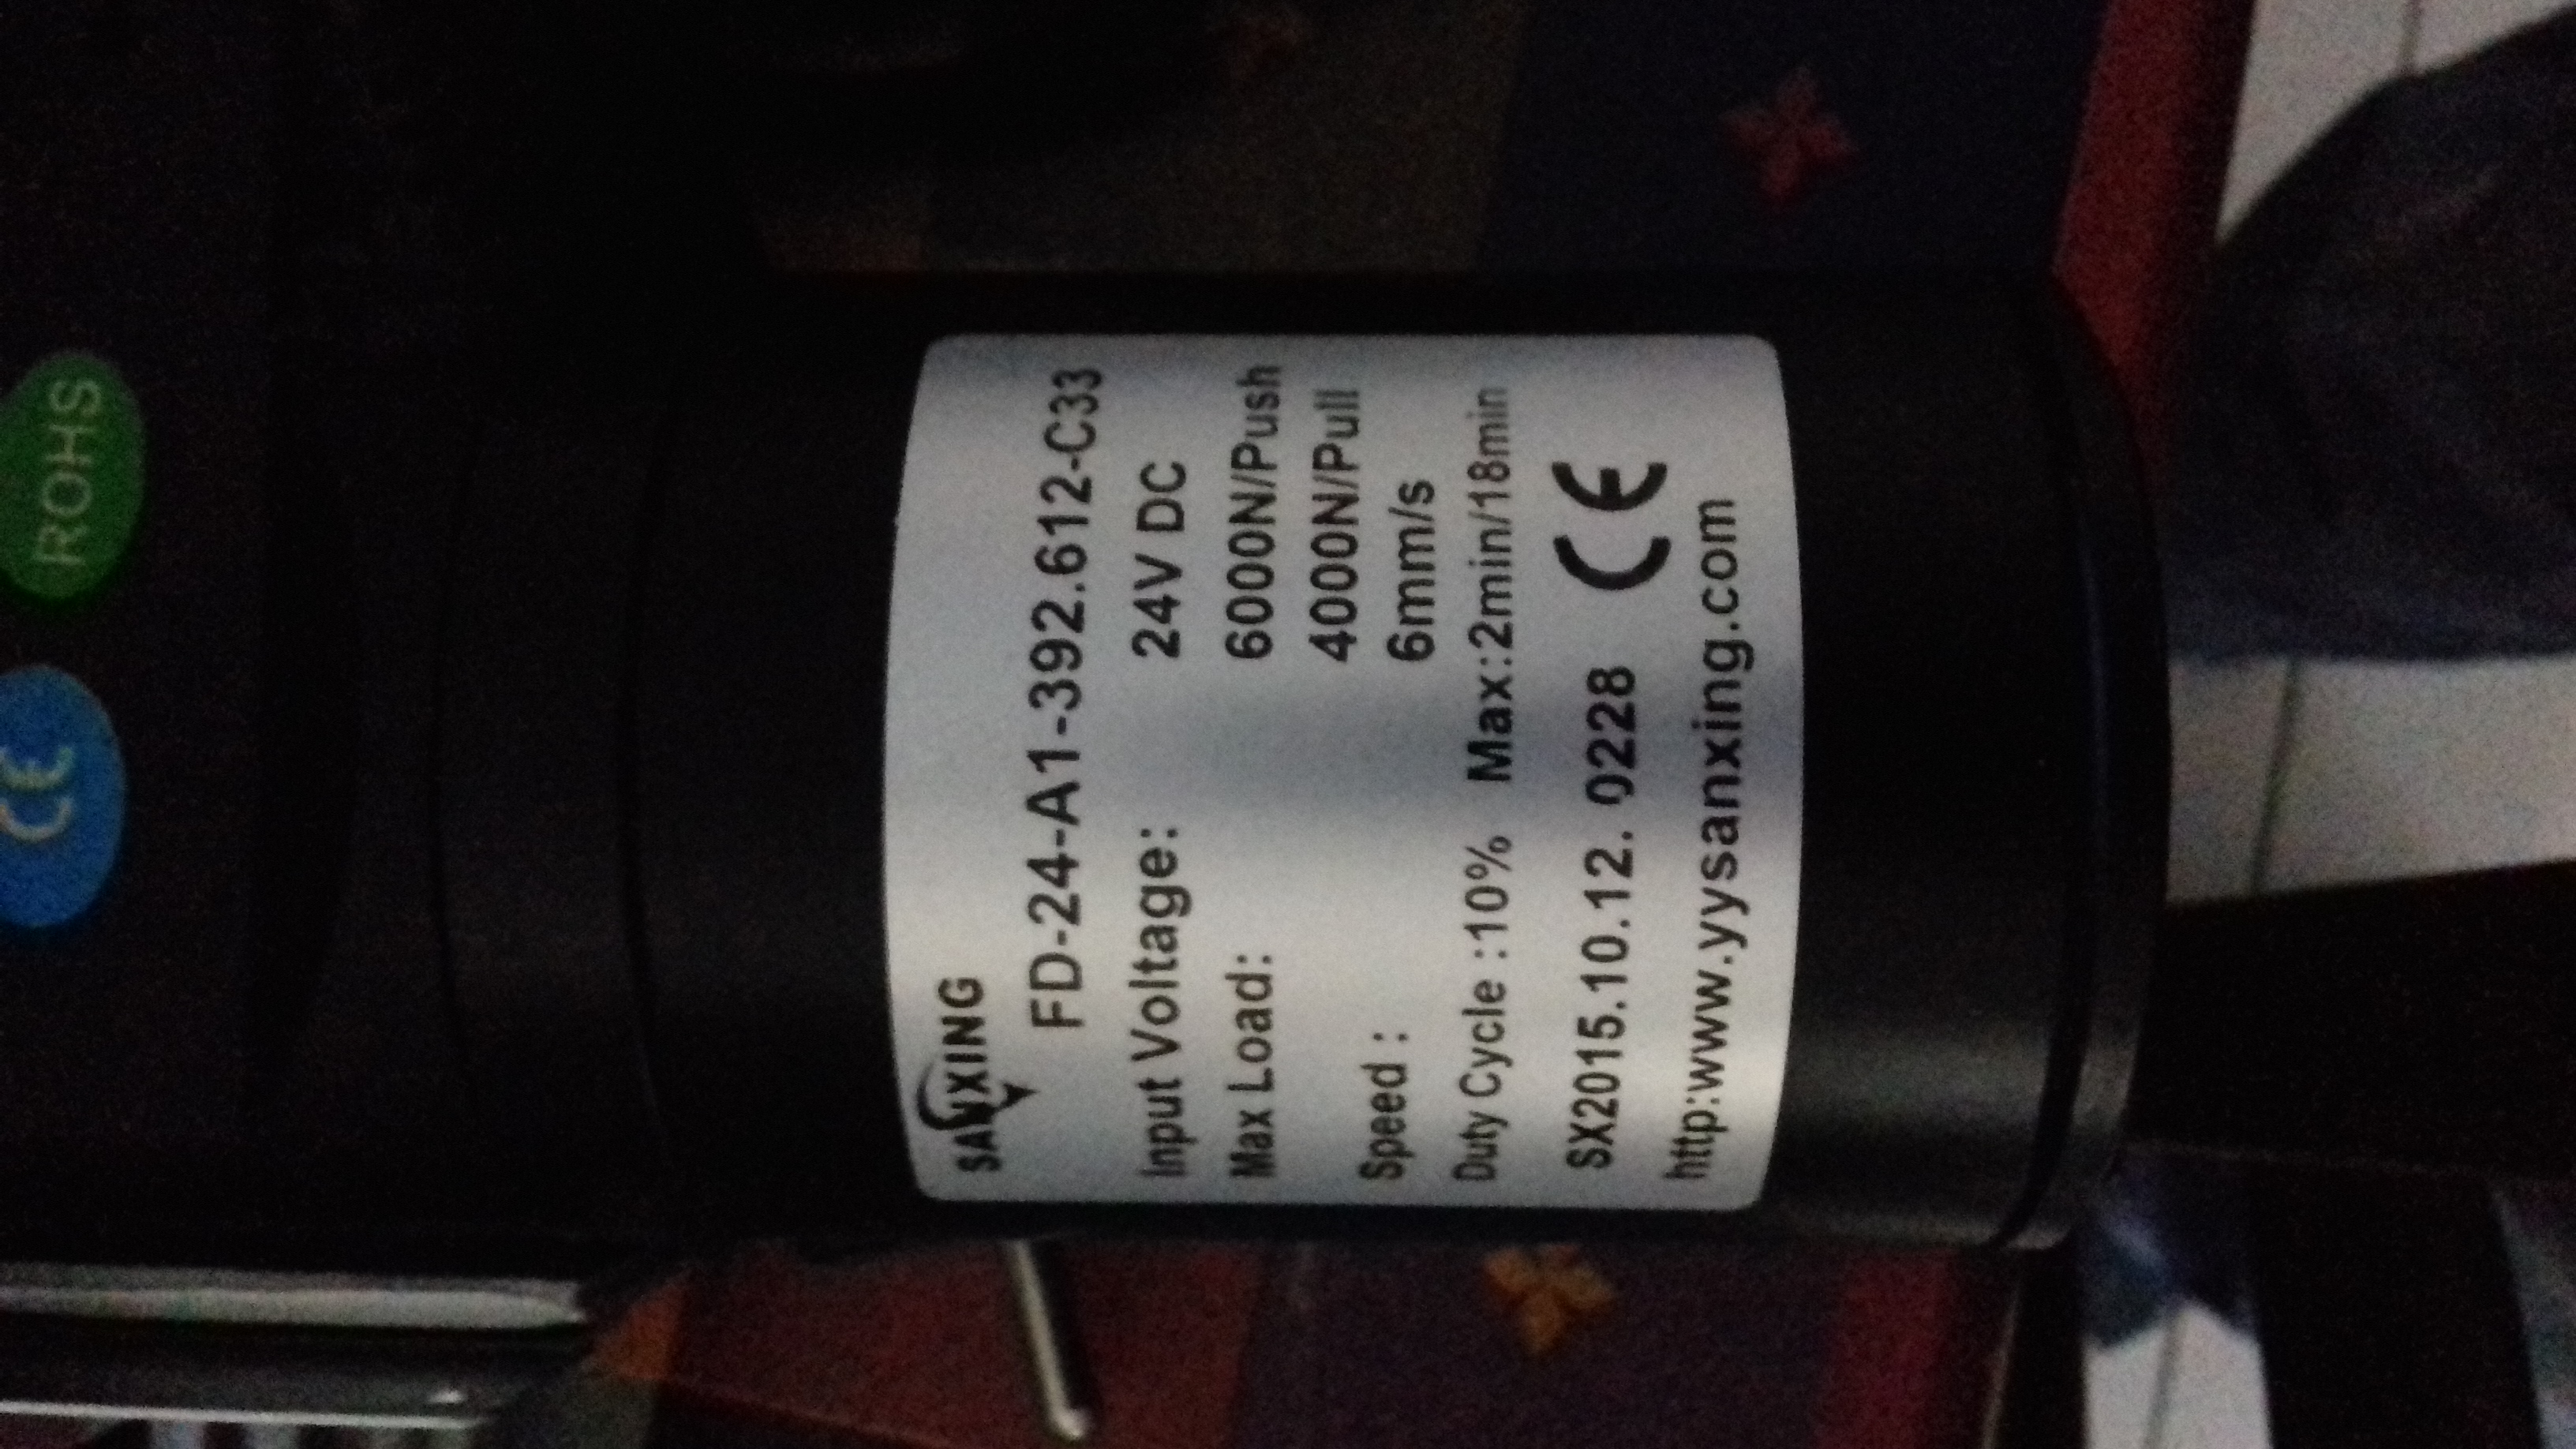 SANXING
FD-24-A1-392.612-C33
Input Voltage: 24V DC
Max Load: 6000N/Push
4000N/Pull
Speed : 6mm/s
Duty Cycle :10% Max:2min/18min
SX2015.10.12. 0228 CE
http:www.yysanxing.com
CE ROHS